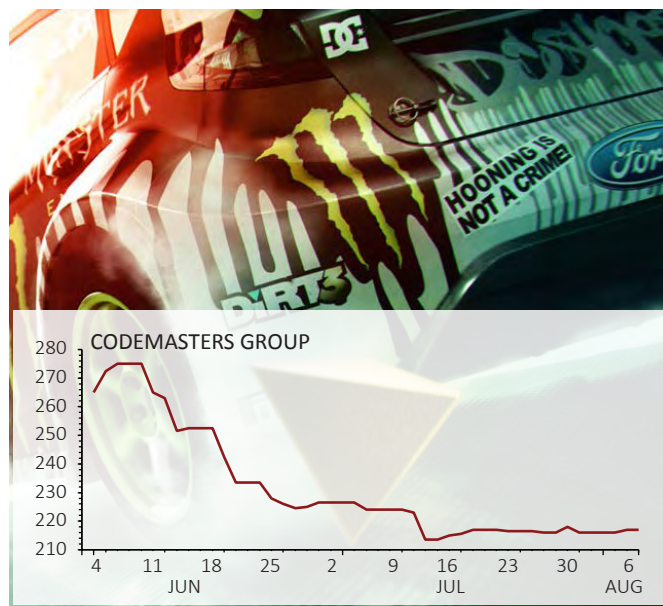 DC
DCSHOES
MONSTER
HOONING IS
NOT A CRIME!
Ford
DiRT3
CODEMASTERS GROUP
280
270
260
250
240
230
220
210
4 11 18 25 2 9 16 23 30 6
JUN JUL AUG